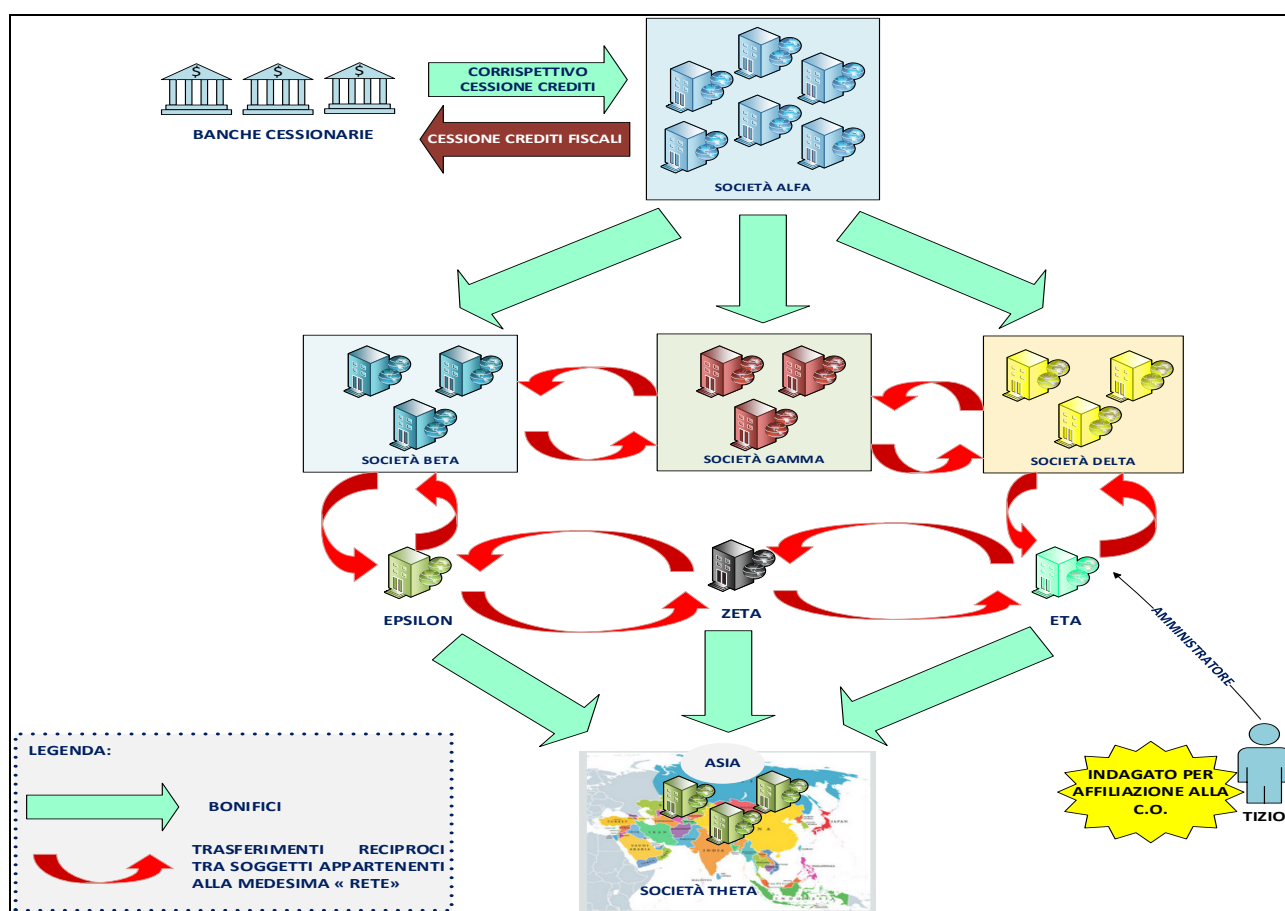 CORRISPETTIVO
CESSIONE CREDITI
CESSIONE CREDITI FISCALI
BANCHE CESSIONARIE
SOCIETÀ ALFA
SOCIETÀ BETA
SOCIETÀ GAMMA
SOCIETÀ DELTA
EPSILON
ZETA
ETA
AMMINISTRATORE
LEGENDA:
BONIFICI
TRASFERIMENTI RECIPROCI
TRA SOGGETTI APPARTENENTI
ALLA MEDESIMA « RETE»
ASIA
SOCIETÀ THETA
INDAGATO PER
AFFILIAZIONE ALLA
C.O.
TIZIO